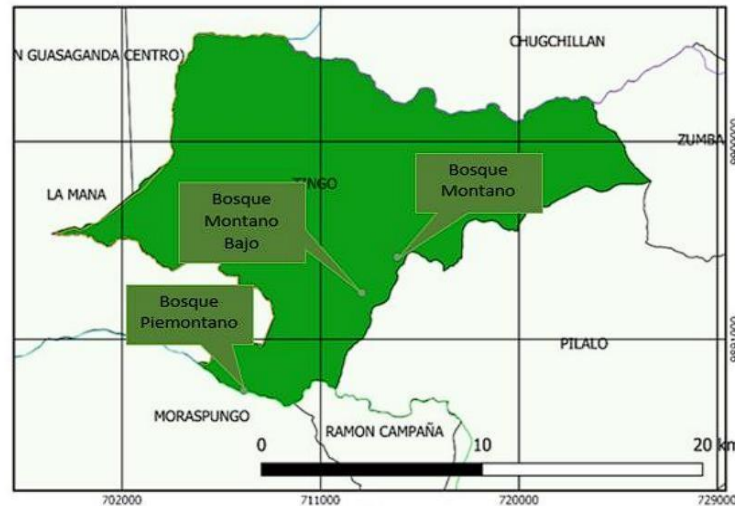 CHUGCHILLAN
N GUASAGANDA CENTRO)
ZUMBA
9900000
Bosque
Montano
TINGO
LA MANA
Bosque
Montano
Bajo
Bosque
Piemontano
PILALO
MORASPUNGO
RAMON CAMPAÑA
0 10 20 km
702000 711000 720000 729000